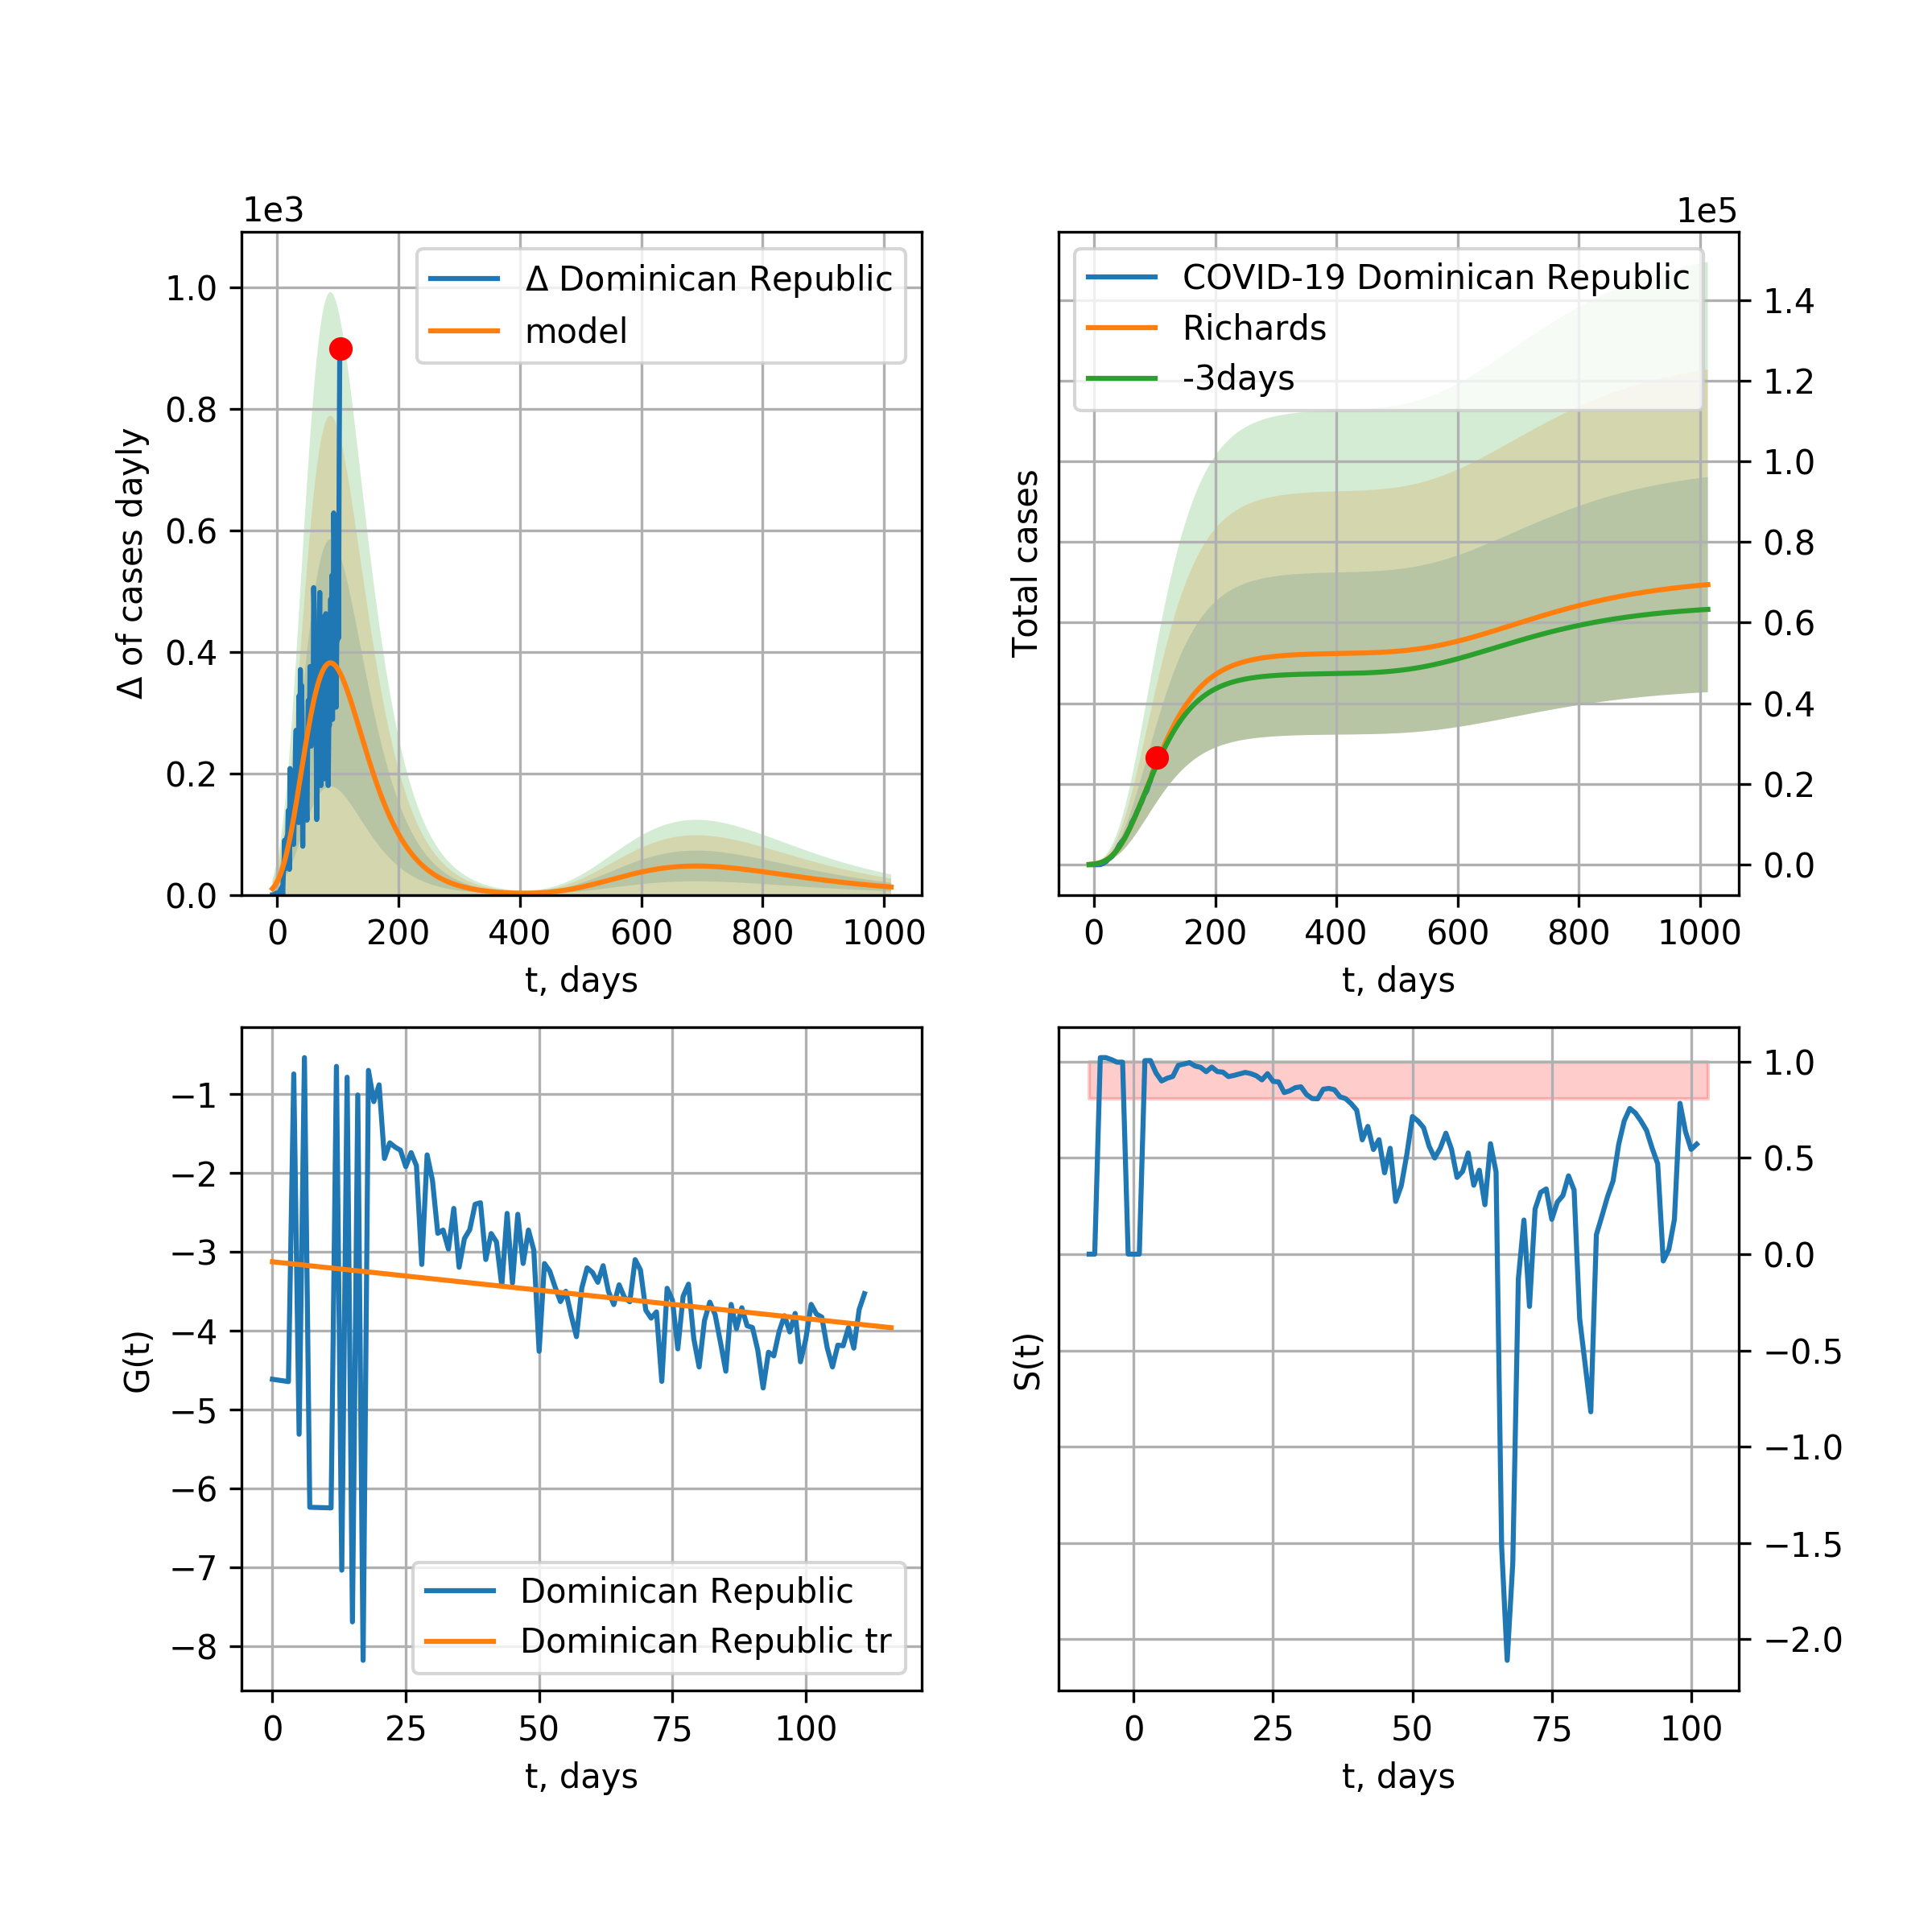 1e3
Δ of cases dayly
1.0
0.8
0.6
0.4
0.2
0.0
Δ Dominican Republic
model
0 200 400 600 800 1000
t, days
1e5
Total cases
COVID-19 Dominican Republic
Richards
-3days
1.4
1.2
1.0
0.8
0.6
0.4
0.2
0.0
0 200 400 600 800 1000
t, days
G(t)
−1
−2
−3
−4
−5
−6
−7
−8
Dominican Republic
Dominican Republic tr
0 25 50 75 100
t, days
S(t)
1.0
0.5
0.0
−0.5
−1.0
−1.5
−2.0
0 25 50 75 100
t, days